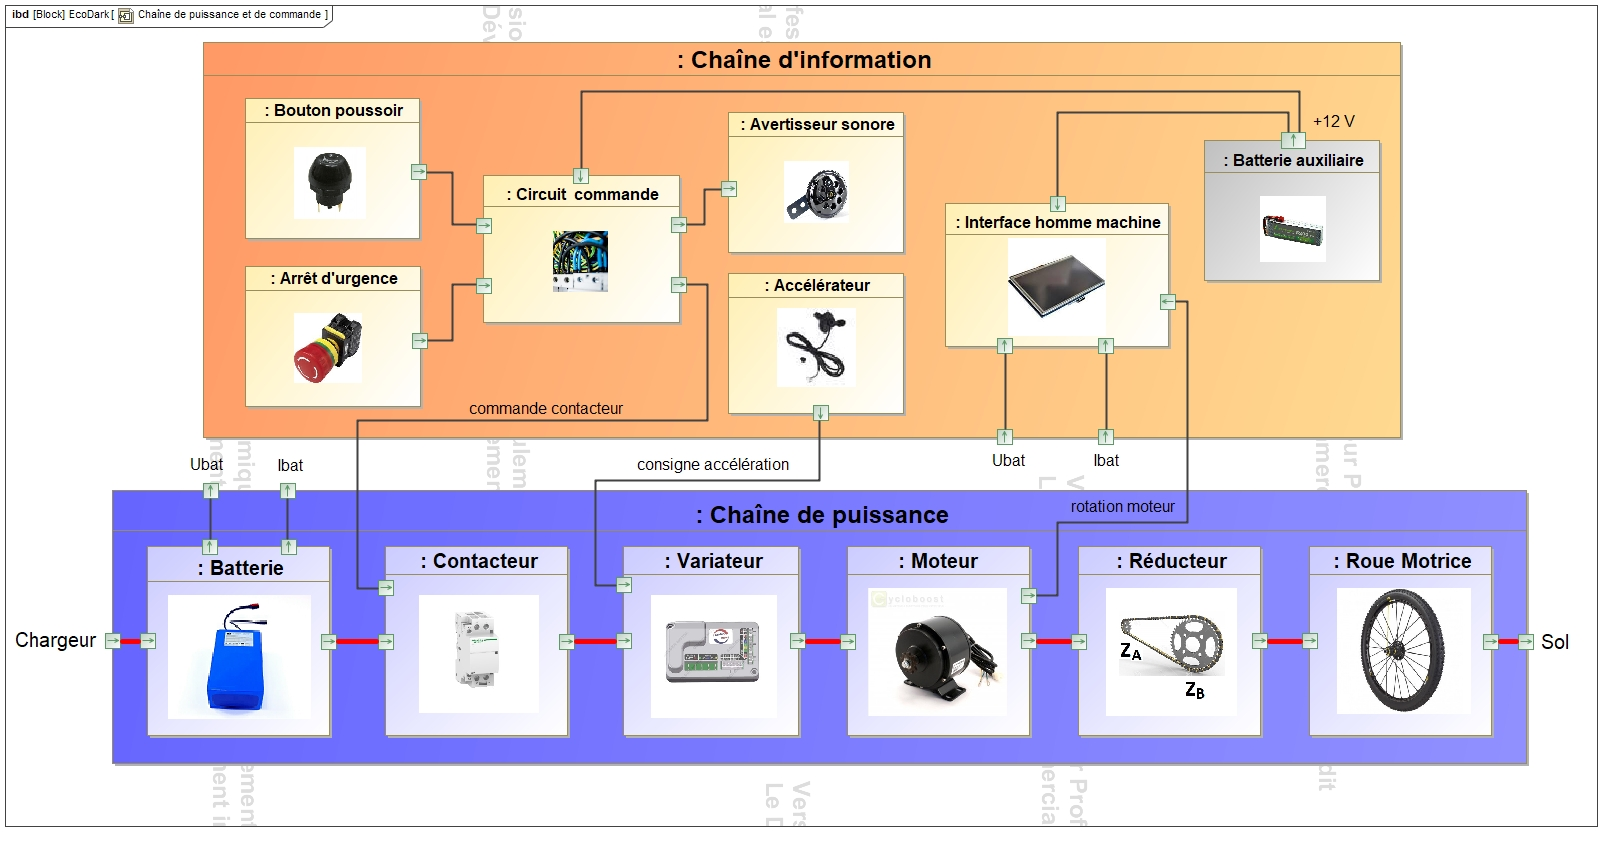 ibd [Block] EcoDark[ Chaîne de puissance et de commande ]
: Chaîne d'information
: Bouton poussoir
: Avertisseur sonore
+12 V
: Batterie auxiliaire
: Circuit commande
: Interface homme machine
: Arrêt d'urgence
: Accélérateur
commande contacteur
Ubat
Ibat
consigne accélération
Ubat
Ibat
rotation moteur
: Chaîne de puissance
: Batterie
: Contacteur
: Variateur
: Moteur
: Réducteur
: Roue Motrice
Chargeur
Cycloboost
ZA
ZB
Sol